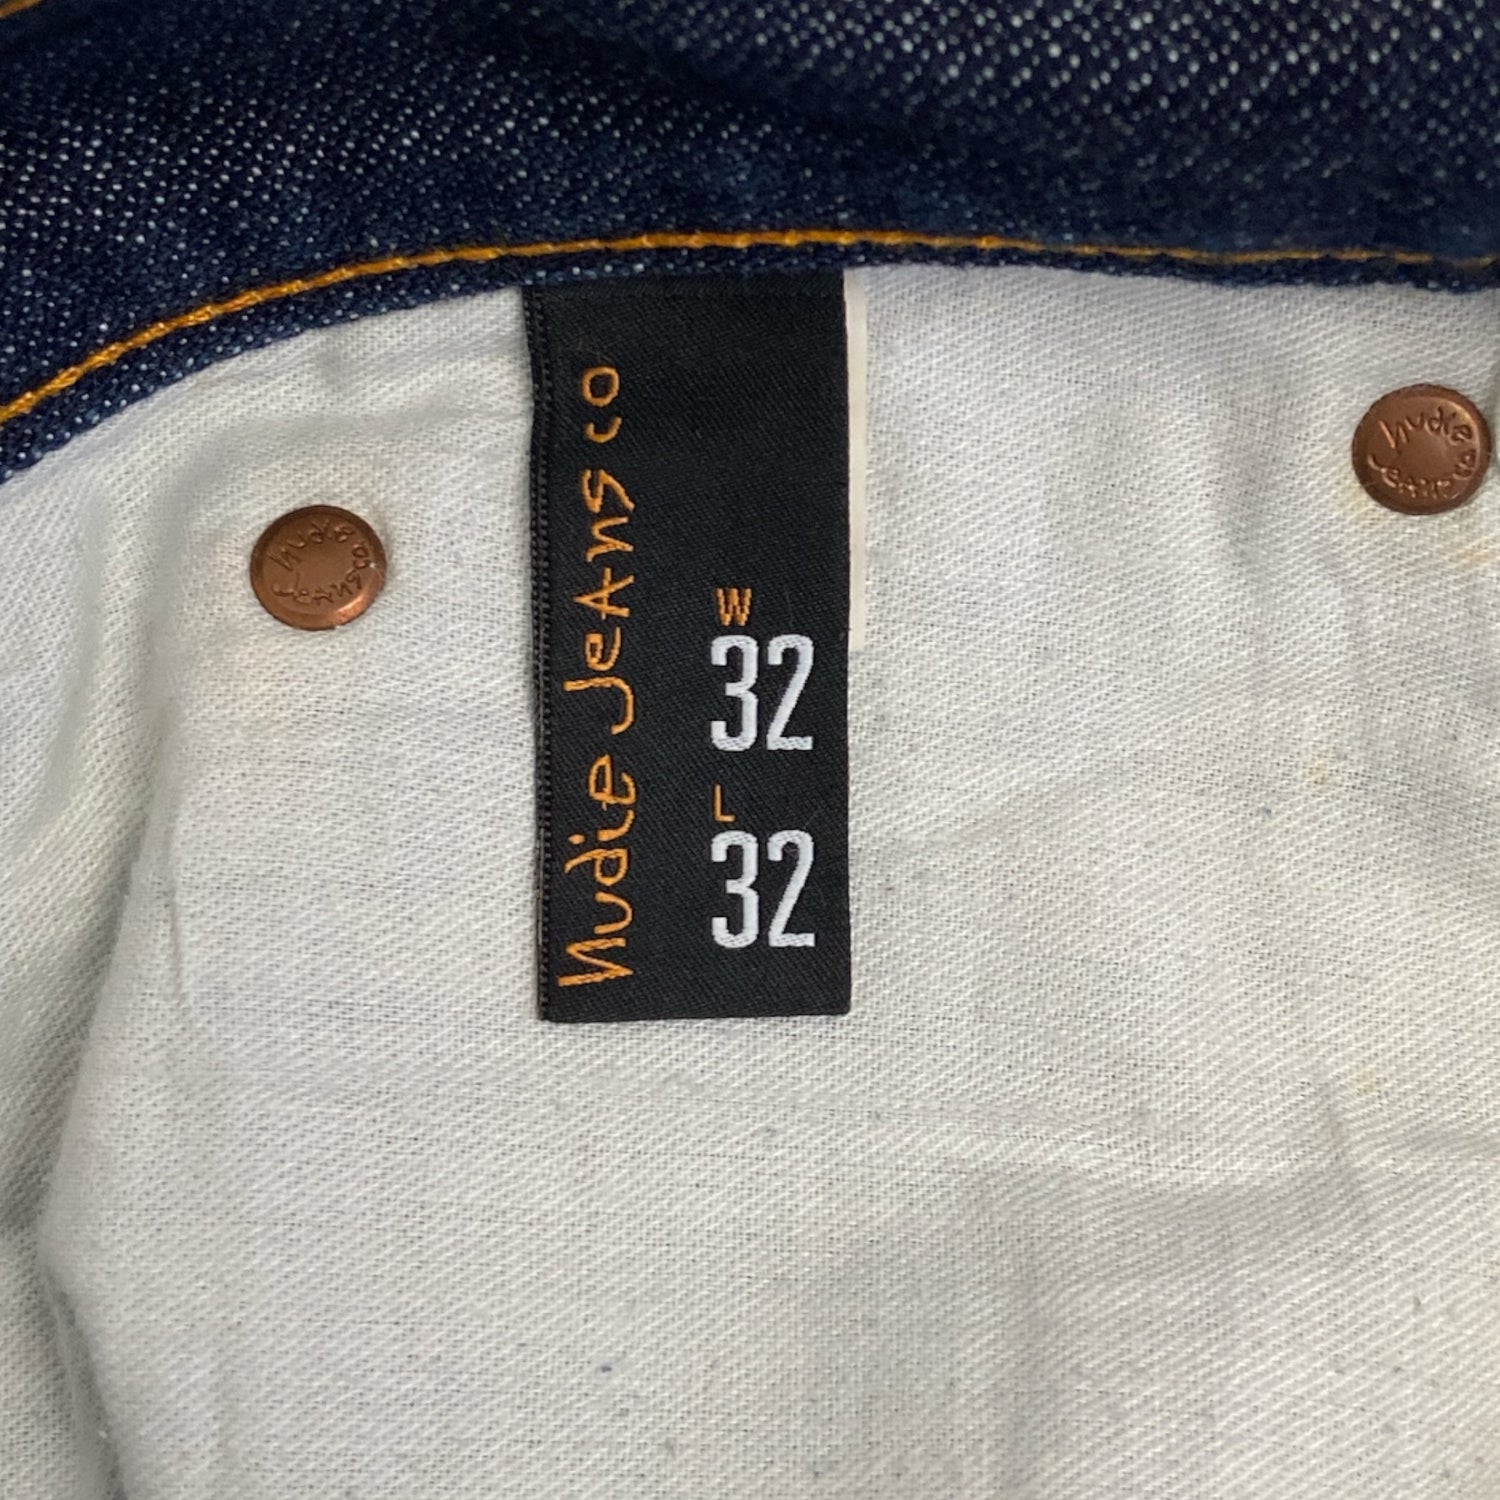 nudie Jeans co
W
32
L
32
nudie
Jeans co
nudie
Jeans co